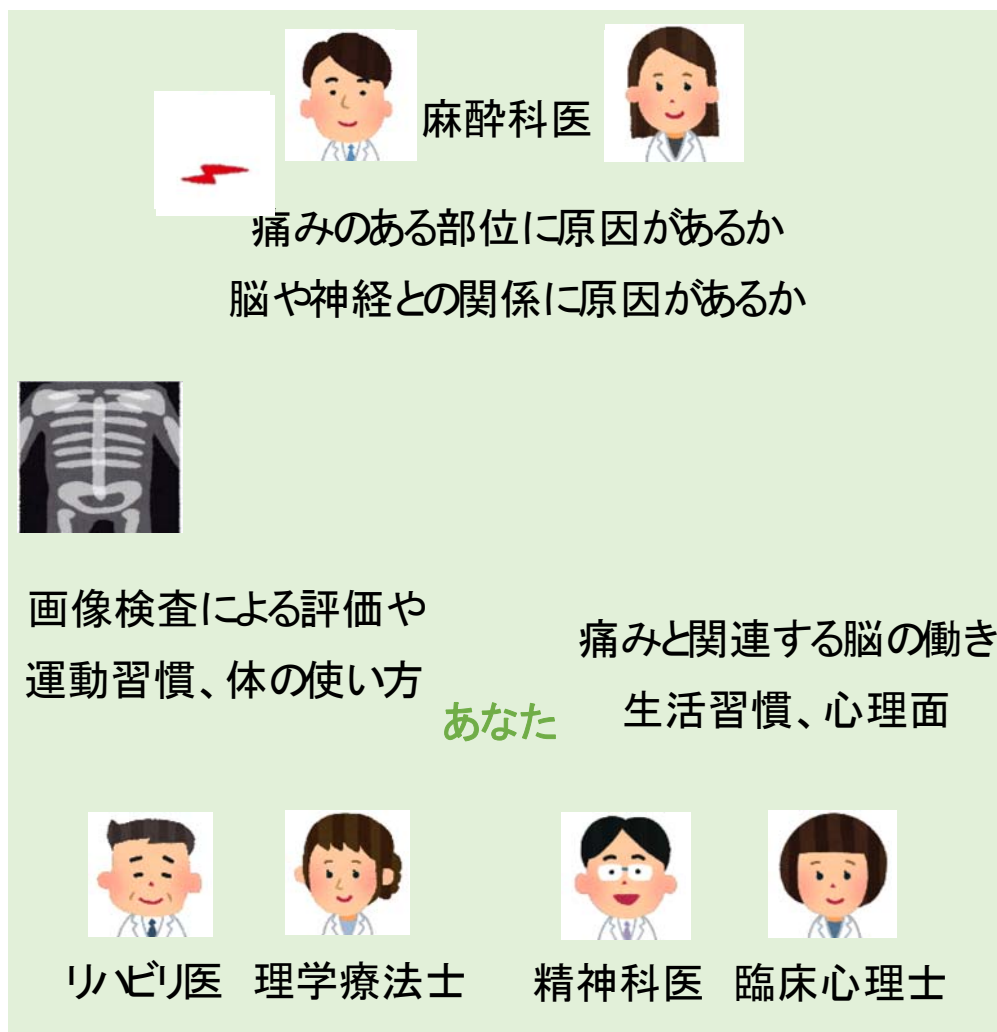 麻酔科医
痛みのある部位に原因があるか
脳や神経との関係に原因があるか
画像検査による評価や
運動習慣、体の使い方
痛みと関連する脳の働き
生活習慣、心理面
あなた
リハビリ医 理学療法士 精神科医 臨床心理士